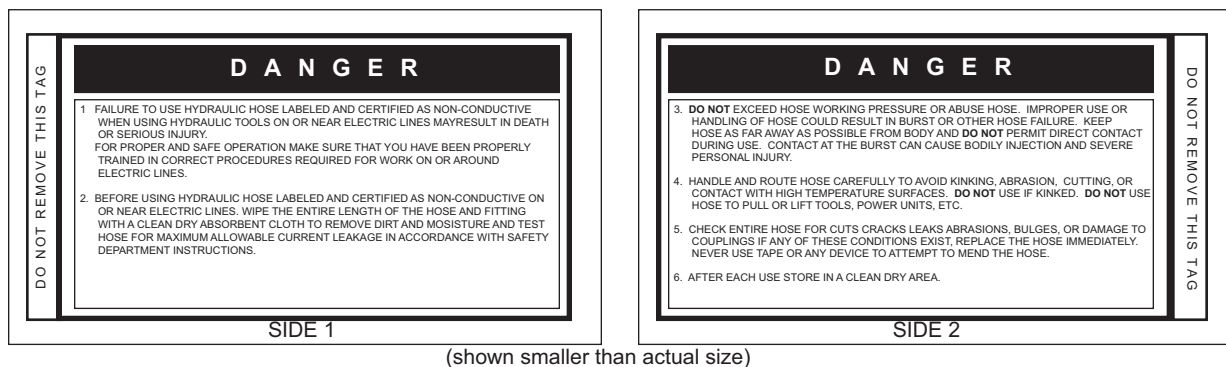 DO NOT REMOVE THIS TAG
D A N G E R
1 FAILURE TO USE HYDRAULIC HOSE LABELED AND CERTIFIED AS NON-CONDUCTIVE
WHEN USING HYDRAULIC TOOLS ON OR NEAR ELECTRIC LINES MAYRESULT IN DEATH
OR SERIOUS INJURY.
FOR PROPER AND SAFE OPERATION MAKE SURE THAT YOU HAVE BEEN PROPERLY
TRAINED IN CORRECT PROCEDURES REQUIRED FOR WORK ON OR AROUND
ELECTRIC LINES.
2. BEFORE USING HYDRAULIC HOSE LABELED AND CERTIFIED AS NON-CONDUCTIVE ON
OR NEAR ELECTRIC LINES. WIPE THE ENTIRE LENGTH OF THE HOSE AND FITTING
WITH A CLEAN DRY ABSORBENT CLOTH TO REMOVE DIRT AND MOSISTURE AND TEST
HOSE FOR MAXIMUM ALLOWABLE CURRENT LEAKAGE IN ACCORDANCE WITH SAFETY
DEPARTMENT INSTRUCTIONS.
SIDE 1
D A N G E R
3. DO NOT EXCEED HOSE WORKING PRESSURE OR ABUSE HOSE. IMPROPER USE OR
HANDLING OF HOSE COULD RESULT IN BURST OR OTHER HOSE FAILURE. KEEP
HOSE AS FAR AWAY AS POSSIBLE FROM BODY AND DO NOT PERMIT DIRECT CONTACT
DURING USE. CONTACT AT THE BURST CAN CAUSE BODILY INJECTION AND SEVERE
PERSONAL INJURY.
4. HANDLE AND ROUTE HOSE CAREFULLY TO AVOID KINKING, ABRASION, CUTTING, OR
CONTACT WITH HIGH TEMPERATURE SURFACES. DO NOT USE IF KINKED. DO NOT USE
HOSE TO PULL OR LIFT TOOLS, POWER UNITS, ETC.
5. CHECK ENTIRE HOSE FOR CUTS CRACKS LEAKS ABRASIONS, BULGES, OR DAMAGE TO
COUPLINGS IF ANY OF THESE CONDITIONS EXIST, REPLACE THE HOSE IMMEDIATELY.
NEVER USE TAPE OR ANY DEVICE TO ATTEMPT TO MEND THE HOSE.
6. AFTER EACH USE STORE IN A CLEAN DRY AREA.
DO NOT REMOVE THIS TAG
SIDE 2
(shown smaller than actual size)